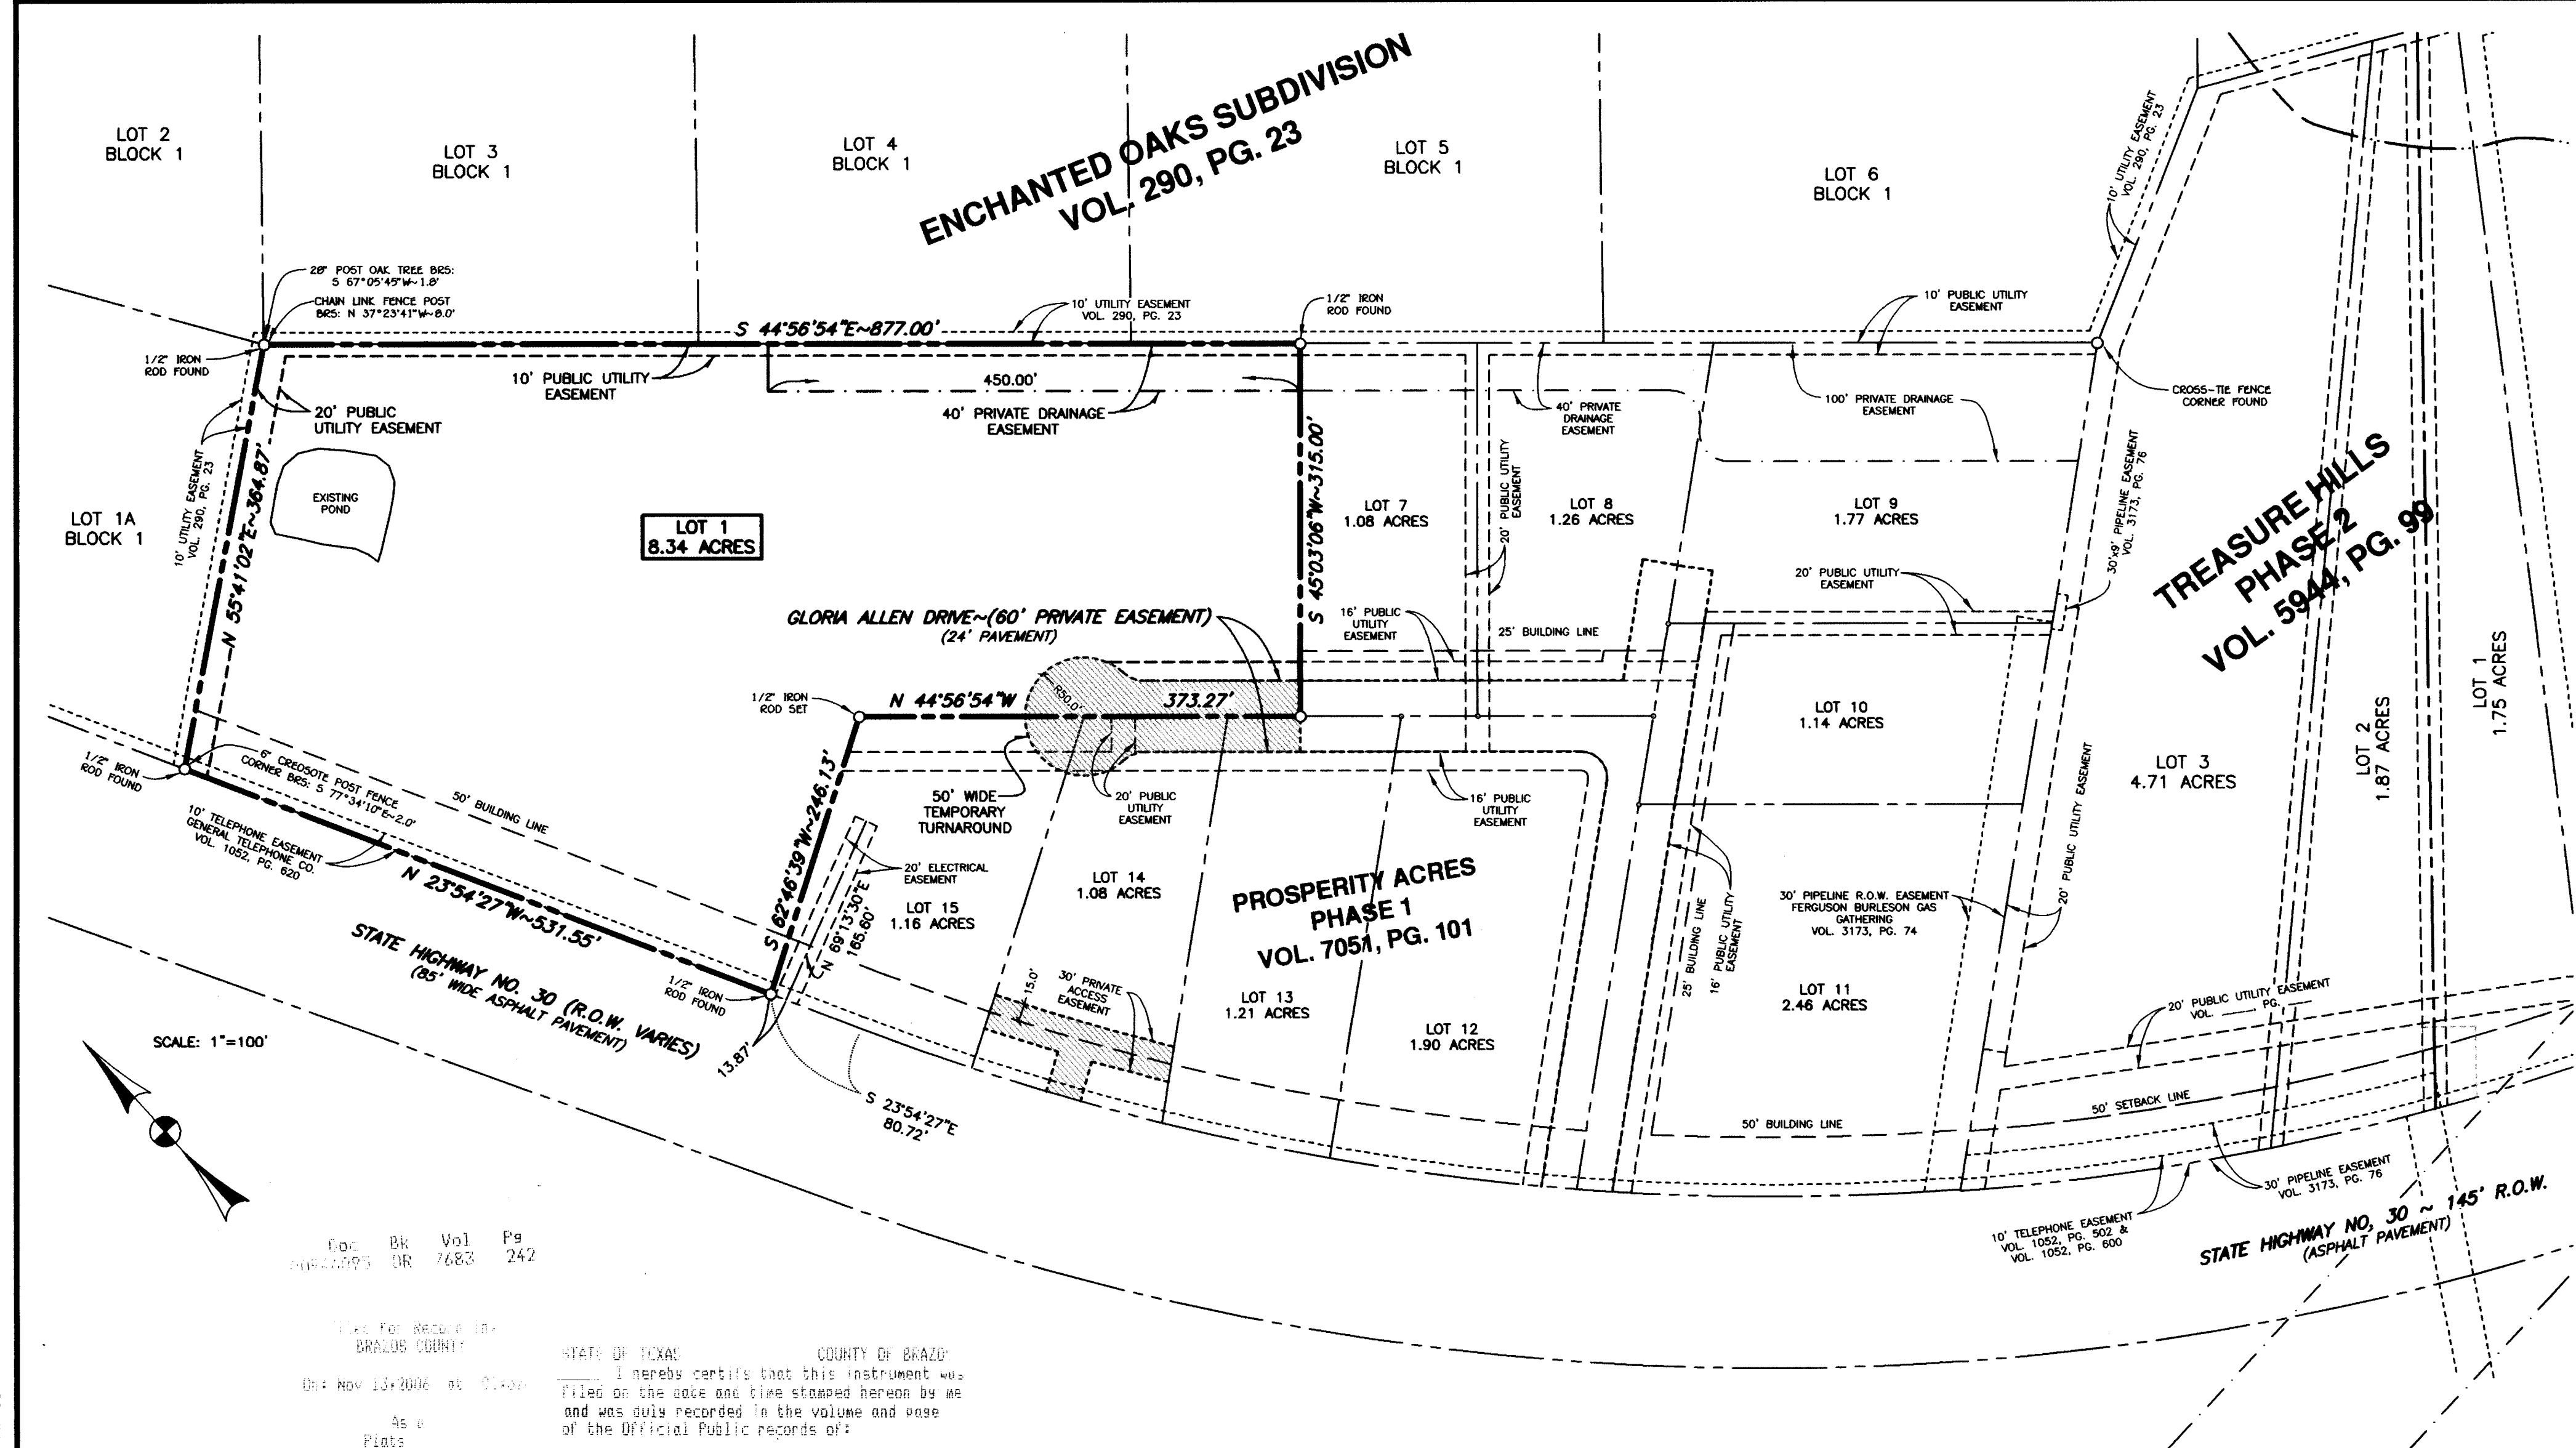 ENCHANTED OAKS SUBDIVISION
VOL. 290, PG. 23
LOT 2
BLOCK 1
LOT 3
BLOCK 1
LOT 4
BLOCK 1
LOT 5
BLOCK 1
LOT 6
BLOCK 1
10' UTILITY EASEMENT
VOL. 290, PG. 23
28" POST OAK TREE BRS:
S 67°05'45"W~1.8'
CHAIN LINK FENCE POST
BRS: N 37°23'41"W~8.0'
1/2" IRON
ROD FOUND
S 44°56'54"E~877.00'
10' UTILITY EASEMENT
VOL. 290, PG. 23
1/2" IRON
ROD FOUND
10' PUBLIC UTILITY
EASEMENT
10' PUBLIC UTILITY
EASEMENT
450.00'
40' PRIVATE DRAINAGE
EASEMENT
40' PRIVATE
DRAINAGE
EASEMENT
100' PRIVATE DRAINAGE
EASEMENT
CROSS-TIE FENCE
CORNER FOUND
20' PUBLIC
UTILITY EASEMENT
10' UTILITY EASEMENT
VOL. 290, PG. 23
N 55°41'02"E~364.87'
EXISTING
POND
LOT 1A
BLOCK 1
LOT 1
8.34 ACRES
S 45°03'06"W~315.00'
LOT 7
1.08 ACRES
20' PUBLIC UTILITY
EASEMENT
LOT 8
1.26 ACRES
LOT 9
1.77 ACRES
30'x9' PIPELINE EASEMENT
VOL. 3173, PG. 76
TREASURE HILLS
PHASE 2
VOL. 5944, PG. 99
20' PUBLIC UTILITY
EASEMENT
GLORIA ALLEN DRIVE~(60' PRIVATE EASEMENT)
(24' PAVEMENT)
16' PUBLIC
UTILITY
EASEMENT
25' BUILDING LINE
1/2" IRON
ROD SET
N 44°56'54"W
373.27'
R50.0'
LOT 10
1.14 ACRES
LOT 3
4.71 ACRES
LOT 2
1.87 ACRES
LOT 1
1.75 ACRES
1/2" IRON
ROD FOUND
6" CREOSOTE POST FENCE
CORNER BRS: S 77°34'10"E~2.0'
50' BUILDING LINE
10' TELEPHONE EASEMENT
GENERAL TELEPHONE CO.
VOL. 1052, PG. 620
N 23°54'27"W~531.55'
S 62°46'39"W~246.13'
50' WIDE
TEMPORARY
TURNAROUND
20' PUBLIC
UTILITY
EASEMENT
16' PUBLIC
UTILITY
EASEMENT
20' ELECTRICAL
EASEMENT
N 69°13'30"E
165.60'
LOT 15
1.16 ACRES
LOT 14
1.08 ACRES
PROSPERITY ACRES
PHASE 1
VOL. 7051, PG. 101
25' BUILDING LINE
16' PUBLIC UTILITY
EASEMENT
30' PIPELINE R.O.W. EASEMENT
FERGUSON BURLESON GAS
GATHERING
VOL. 3173, PG. 74
20' PUBLIC UTILITY EASEMENT
STATE HIGHWAY NO. 30 (R.O.W. VARIES)
(85' WIDE ASPHALT PAVEMENT)
1/2" IRON
ROD FOUND
13.87'
15.0'
30' PRIVATE
ACCESS
EASEMENT
LOT 13
1.21 ACRES
LOT 12
1.90 ACRES
LOT 11
2.46 ACRES
20' PUBLIC UTILITY EASEMENT
VOL. ____, PG. ____
S 23°54'27"E
80.72'
50' BUILDING LINE
50' SETBACK LINE
30' PIPELINE EASEMENT
VOL. 3173, PG. 76
10' TELEPHONE EASEMENT
VOL. 1052, PG. 502 &
VOL. 1052, PG. 600
STATE HIGHWAY NO. 30 ~ 145' R.O.W.
(ASPHALT PAVEMENT)
SCALE: 1"=100'
Doc Bk Vol Pg
OR 7683 242
For Record in:
BRAZOS COUNTY
On: Nov 13,2006 at
As a
Plats
STATE OF TEXAS COUNTY OF BRAZO
I hereby certify that this instrument was
filed on the date and time stamped hereon by me
and was duly recorded in the volume and page
of the Official Public records of: